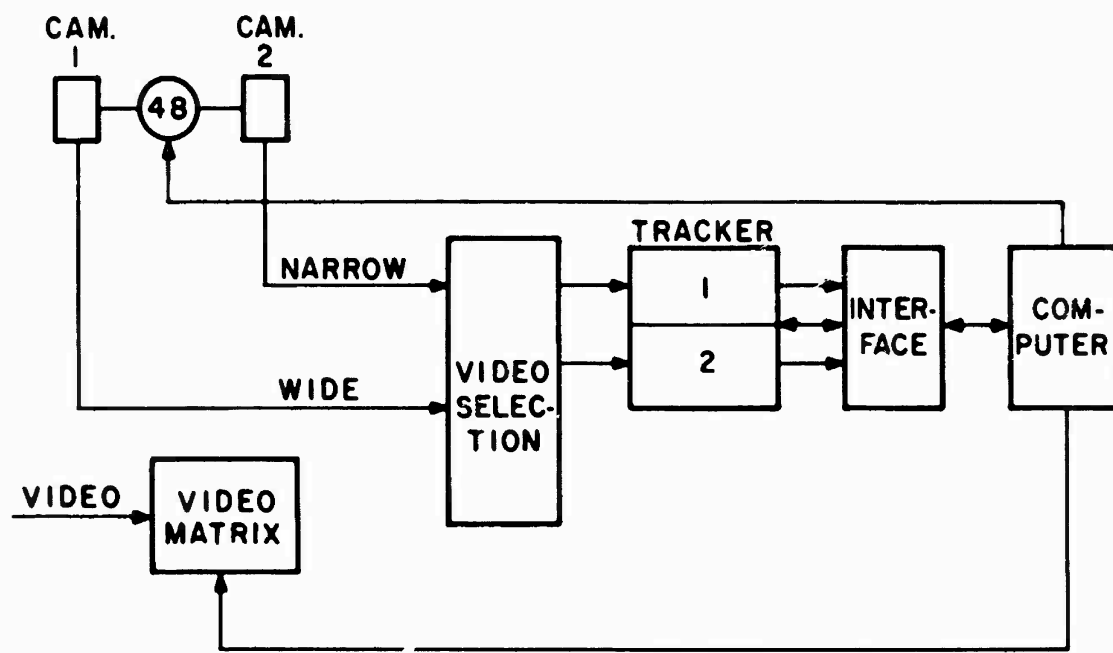 CAM.
1
CAM.
2
48
TRACKER
NARROW
1
INTER-
FACE
COM-
PUTER
2
WIDE
VIDEO
SELEC-
TION
VIDEO
VIDEO
MATRIX